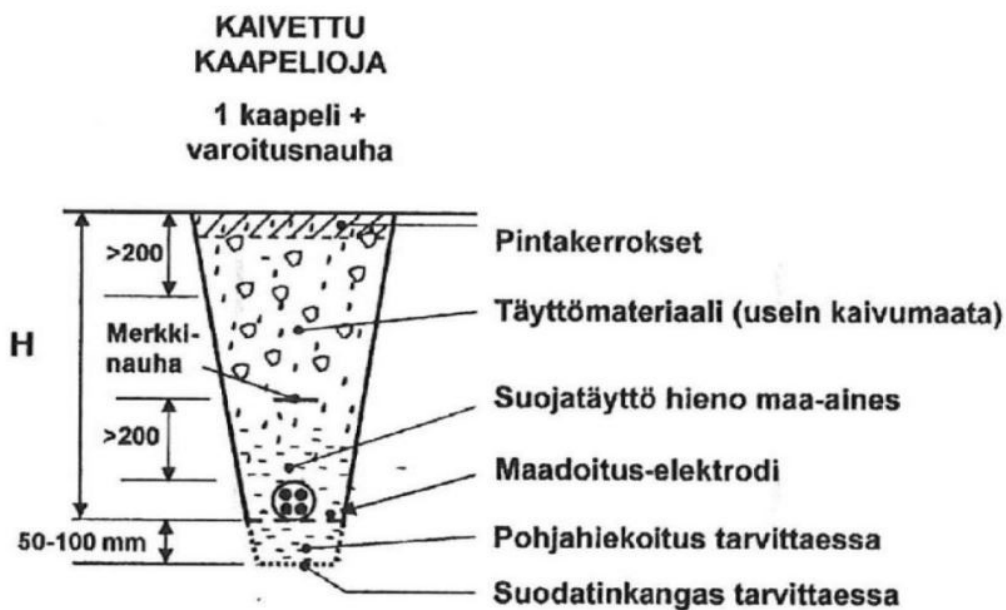 KAIVETTU
KAAPELIOJA
1 kaapeli +
varoitusnauha
>200
Pintakerrokset
Täyttömateriaali (usein kaivumaata)
H
Merkki-
nauha
Suojatäyttö hieno maa-aines
>200
Maadoitus-elektrodi
50-100 mm
Pohjahiekoitus tarvittaessa
Suodatinkangas tarvittaessa